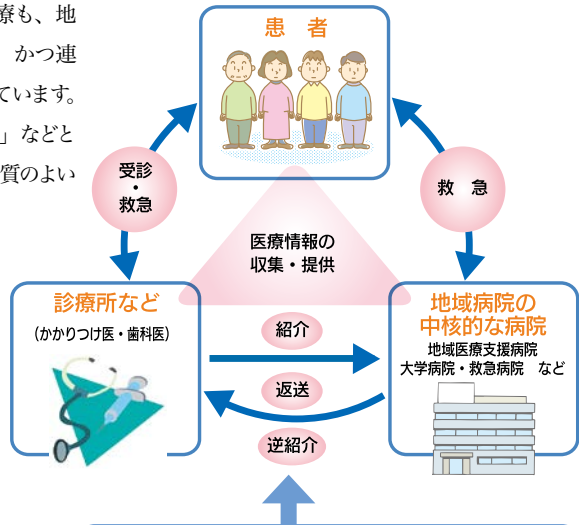 療も、地
かつ連
ています。
」などと
質のよい
患者
受診
・
救急
救 急
医療情報の
収集・提供
診療所など
(かかりつけ医・歯科医)
紹介
返送
逆紹介
地域病院の
中核的な病院
地域医療支援病院
大学病院・救急病院 など